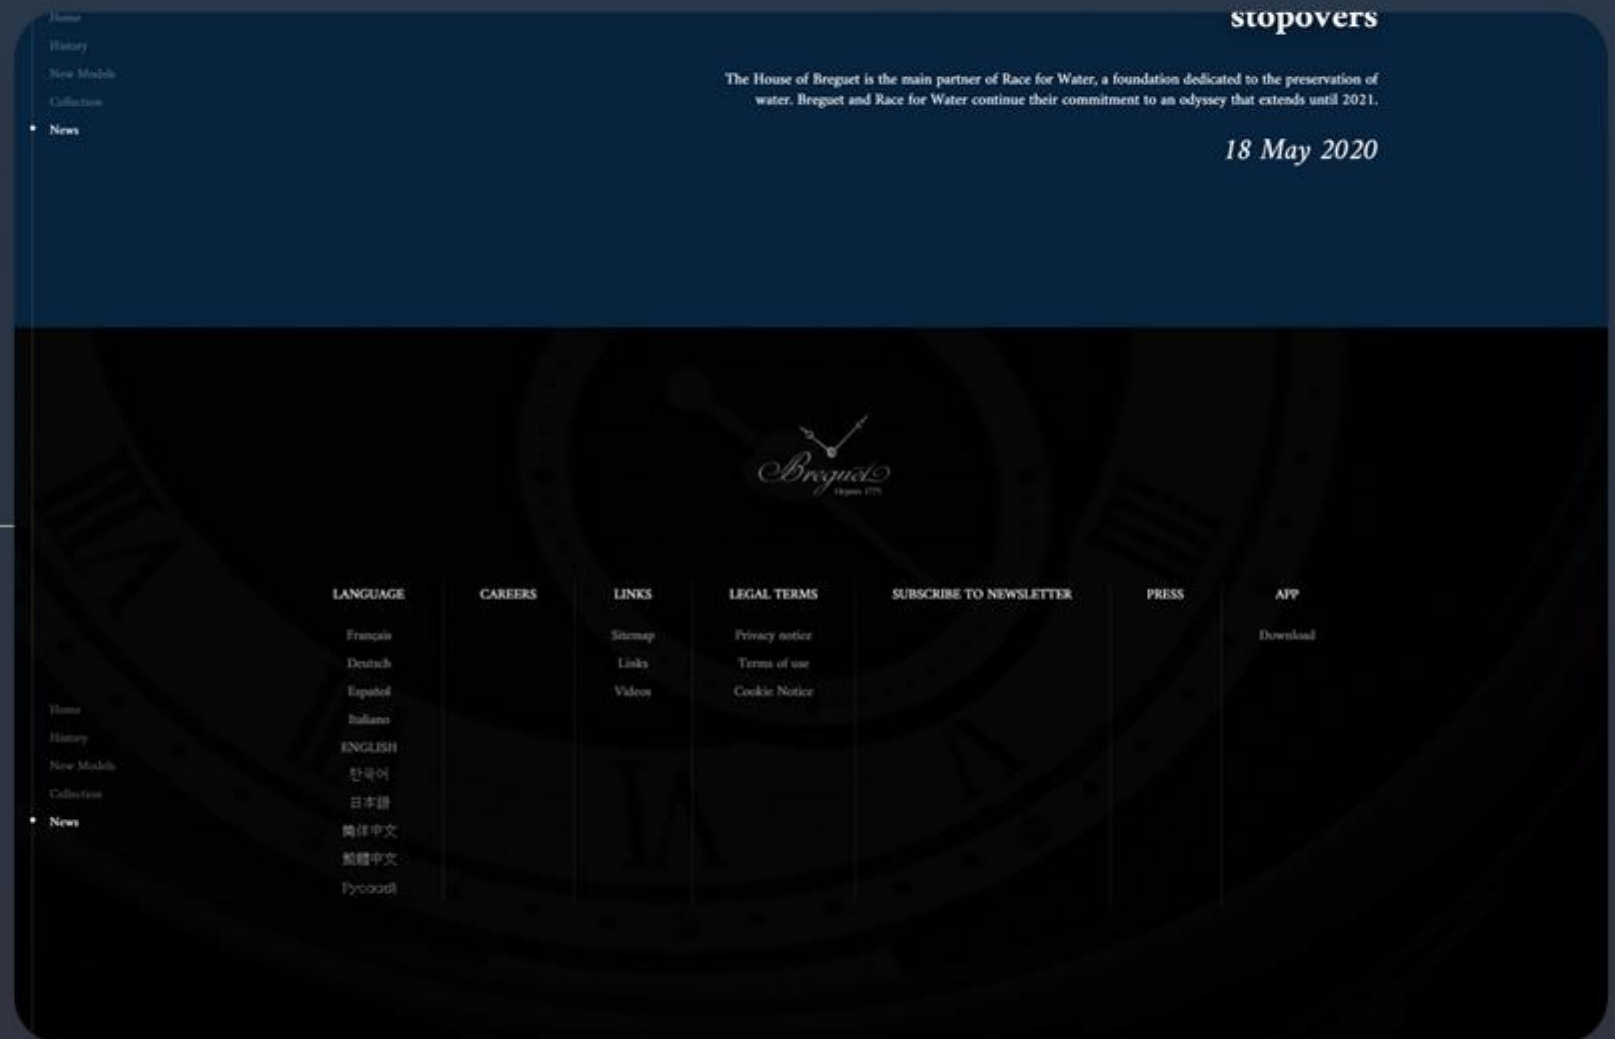 Home
History
New Models
Collection
News
stopovers
The House of Breguet is the main partner of Race for Water, a foundation dedicated to the preservation of
water. Breguet and Race for Water continue their commitment to an odyssey that extends until 2021.
18 May 2020
Breguet
Depuis 1775
LANGUAGE
Français
Deutsch
Español
Italiano
ENGLISH
한국어
日本語
简体中文
繁體中文
Русский
CAREERS
LINKS
Sitemap
Links
Videos
LEGAL TERMS
Privacy notice
Terms of use
Cookie Notice
SUBSCRIBE TO NEWSLETTER
PRESS
APP
Download
Home
History
New Models
Collection
News